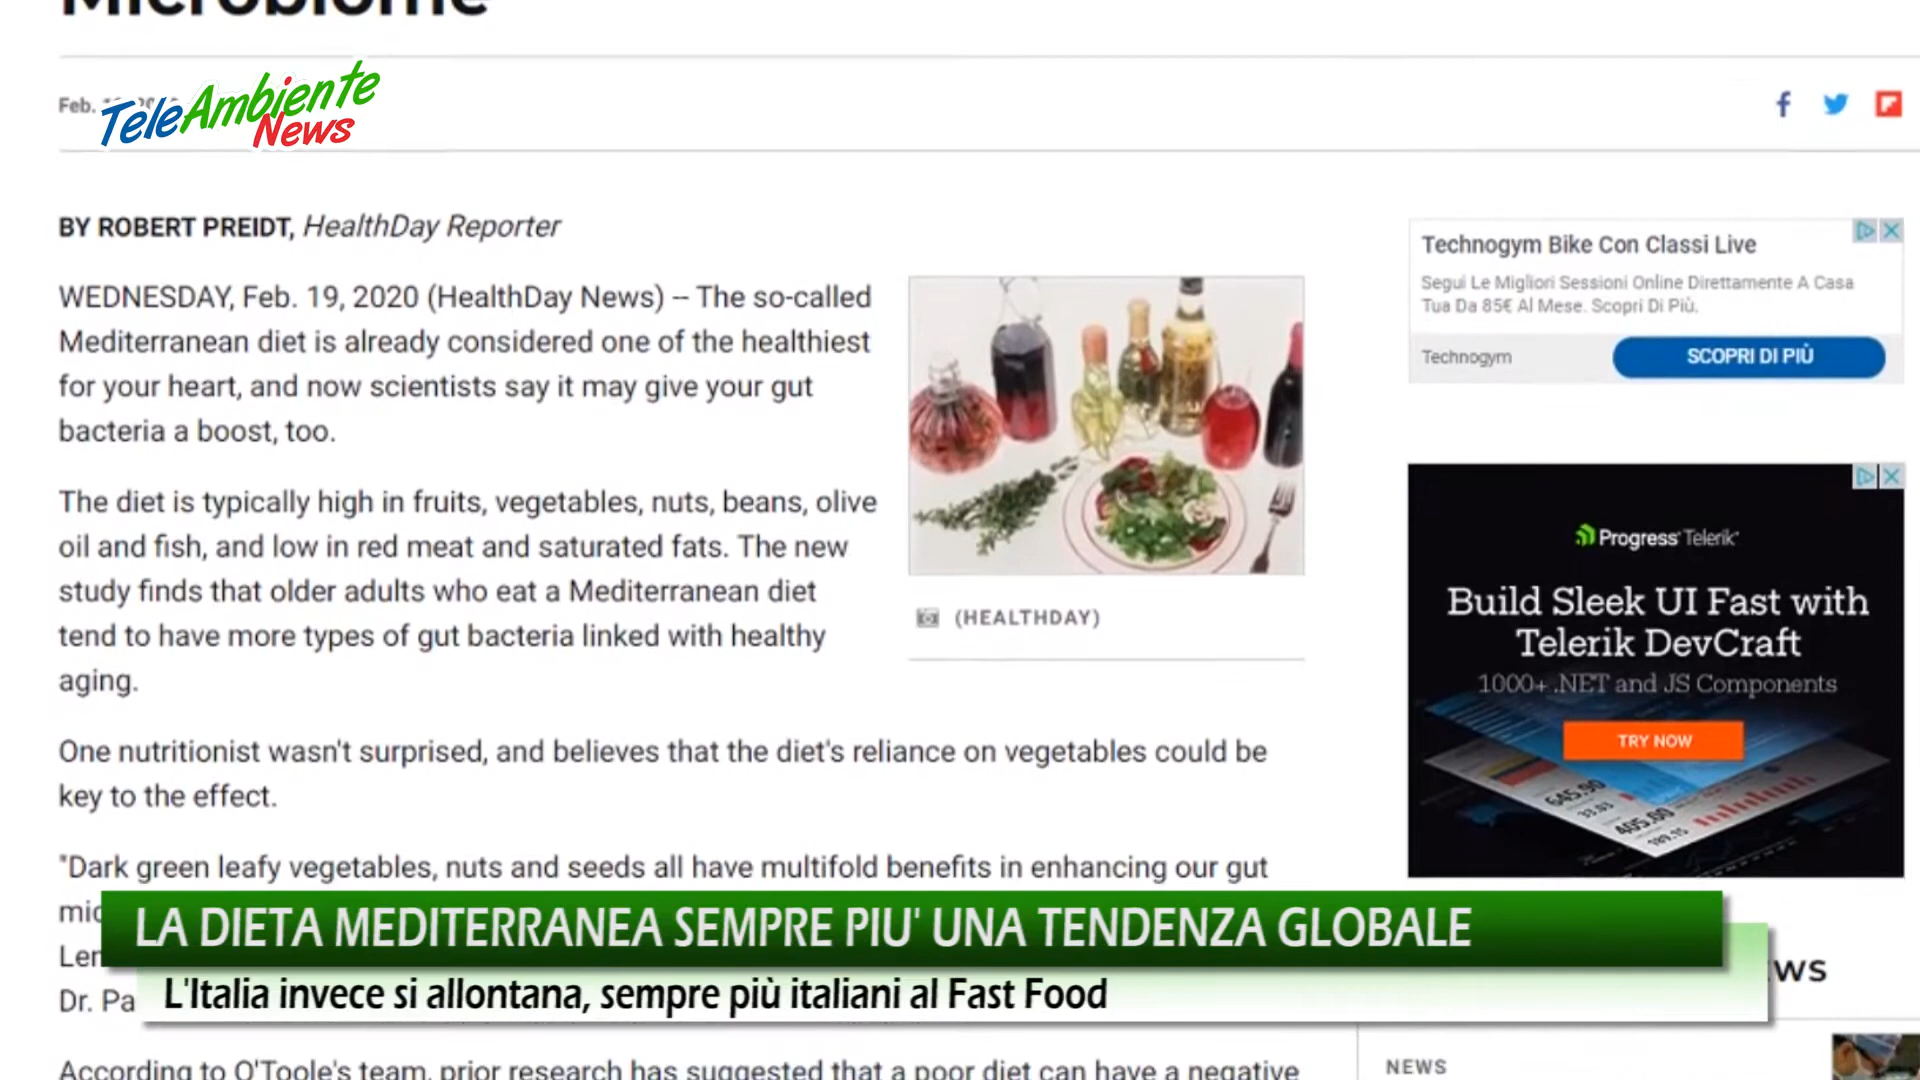 Microbiome
Feb.
TeleAmbiente
News
BY ROBERT PREIDT, HealthDay Reporter
WEDNESDAY, Feb. 19, 2020 (HealthDay News) -- The so-called
Mediterranean diet is already considered one of the healthiest
for your heart, and now scientists say it may give your gut
bacteria a boost, too.
The diet is typically high in fruits, vegetables, nuts, beans, olive
oil and fish, and low in red meat and saturated fats. The new
study finds that older adults who eat a Mediterranean diet
tend to have more types of gut bacteria linked with healthy
aging.
(HEALTHDAY)
One nutritionist wasn't surprised, and believes that the diet's reliance on vegetables could be
key to the effect.
"Dark green leafy vegetables, nuts and seeds all have multifold benefits in enhancing our gut
mic
Len
Dr. Pa
According to O'Toole's team, prior research has suggested that a poor diet can have a negative
Technogym Bike Con Classi Live
Segui Le Migliori Sessioni Online Direttamente A Casa
Tua Da 85€ Al Mese. Scopri Di Più.
Technogym
SCOPRI DI PIÙ
Progress Telerik
Build Sleek UI Fast with
Telerik DevCraft
1000+ .NET and JS Components
TRY NOW
645.90
33.03
405.00
189.15
LA DIETA MEDITERRANEA SEMPRE PIU' UNA TENDENZA GLOBALE
L'Italia invece si allontana, sempre più italiani al Fast Food
ws
NEWS